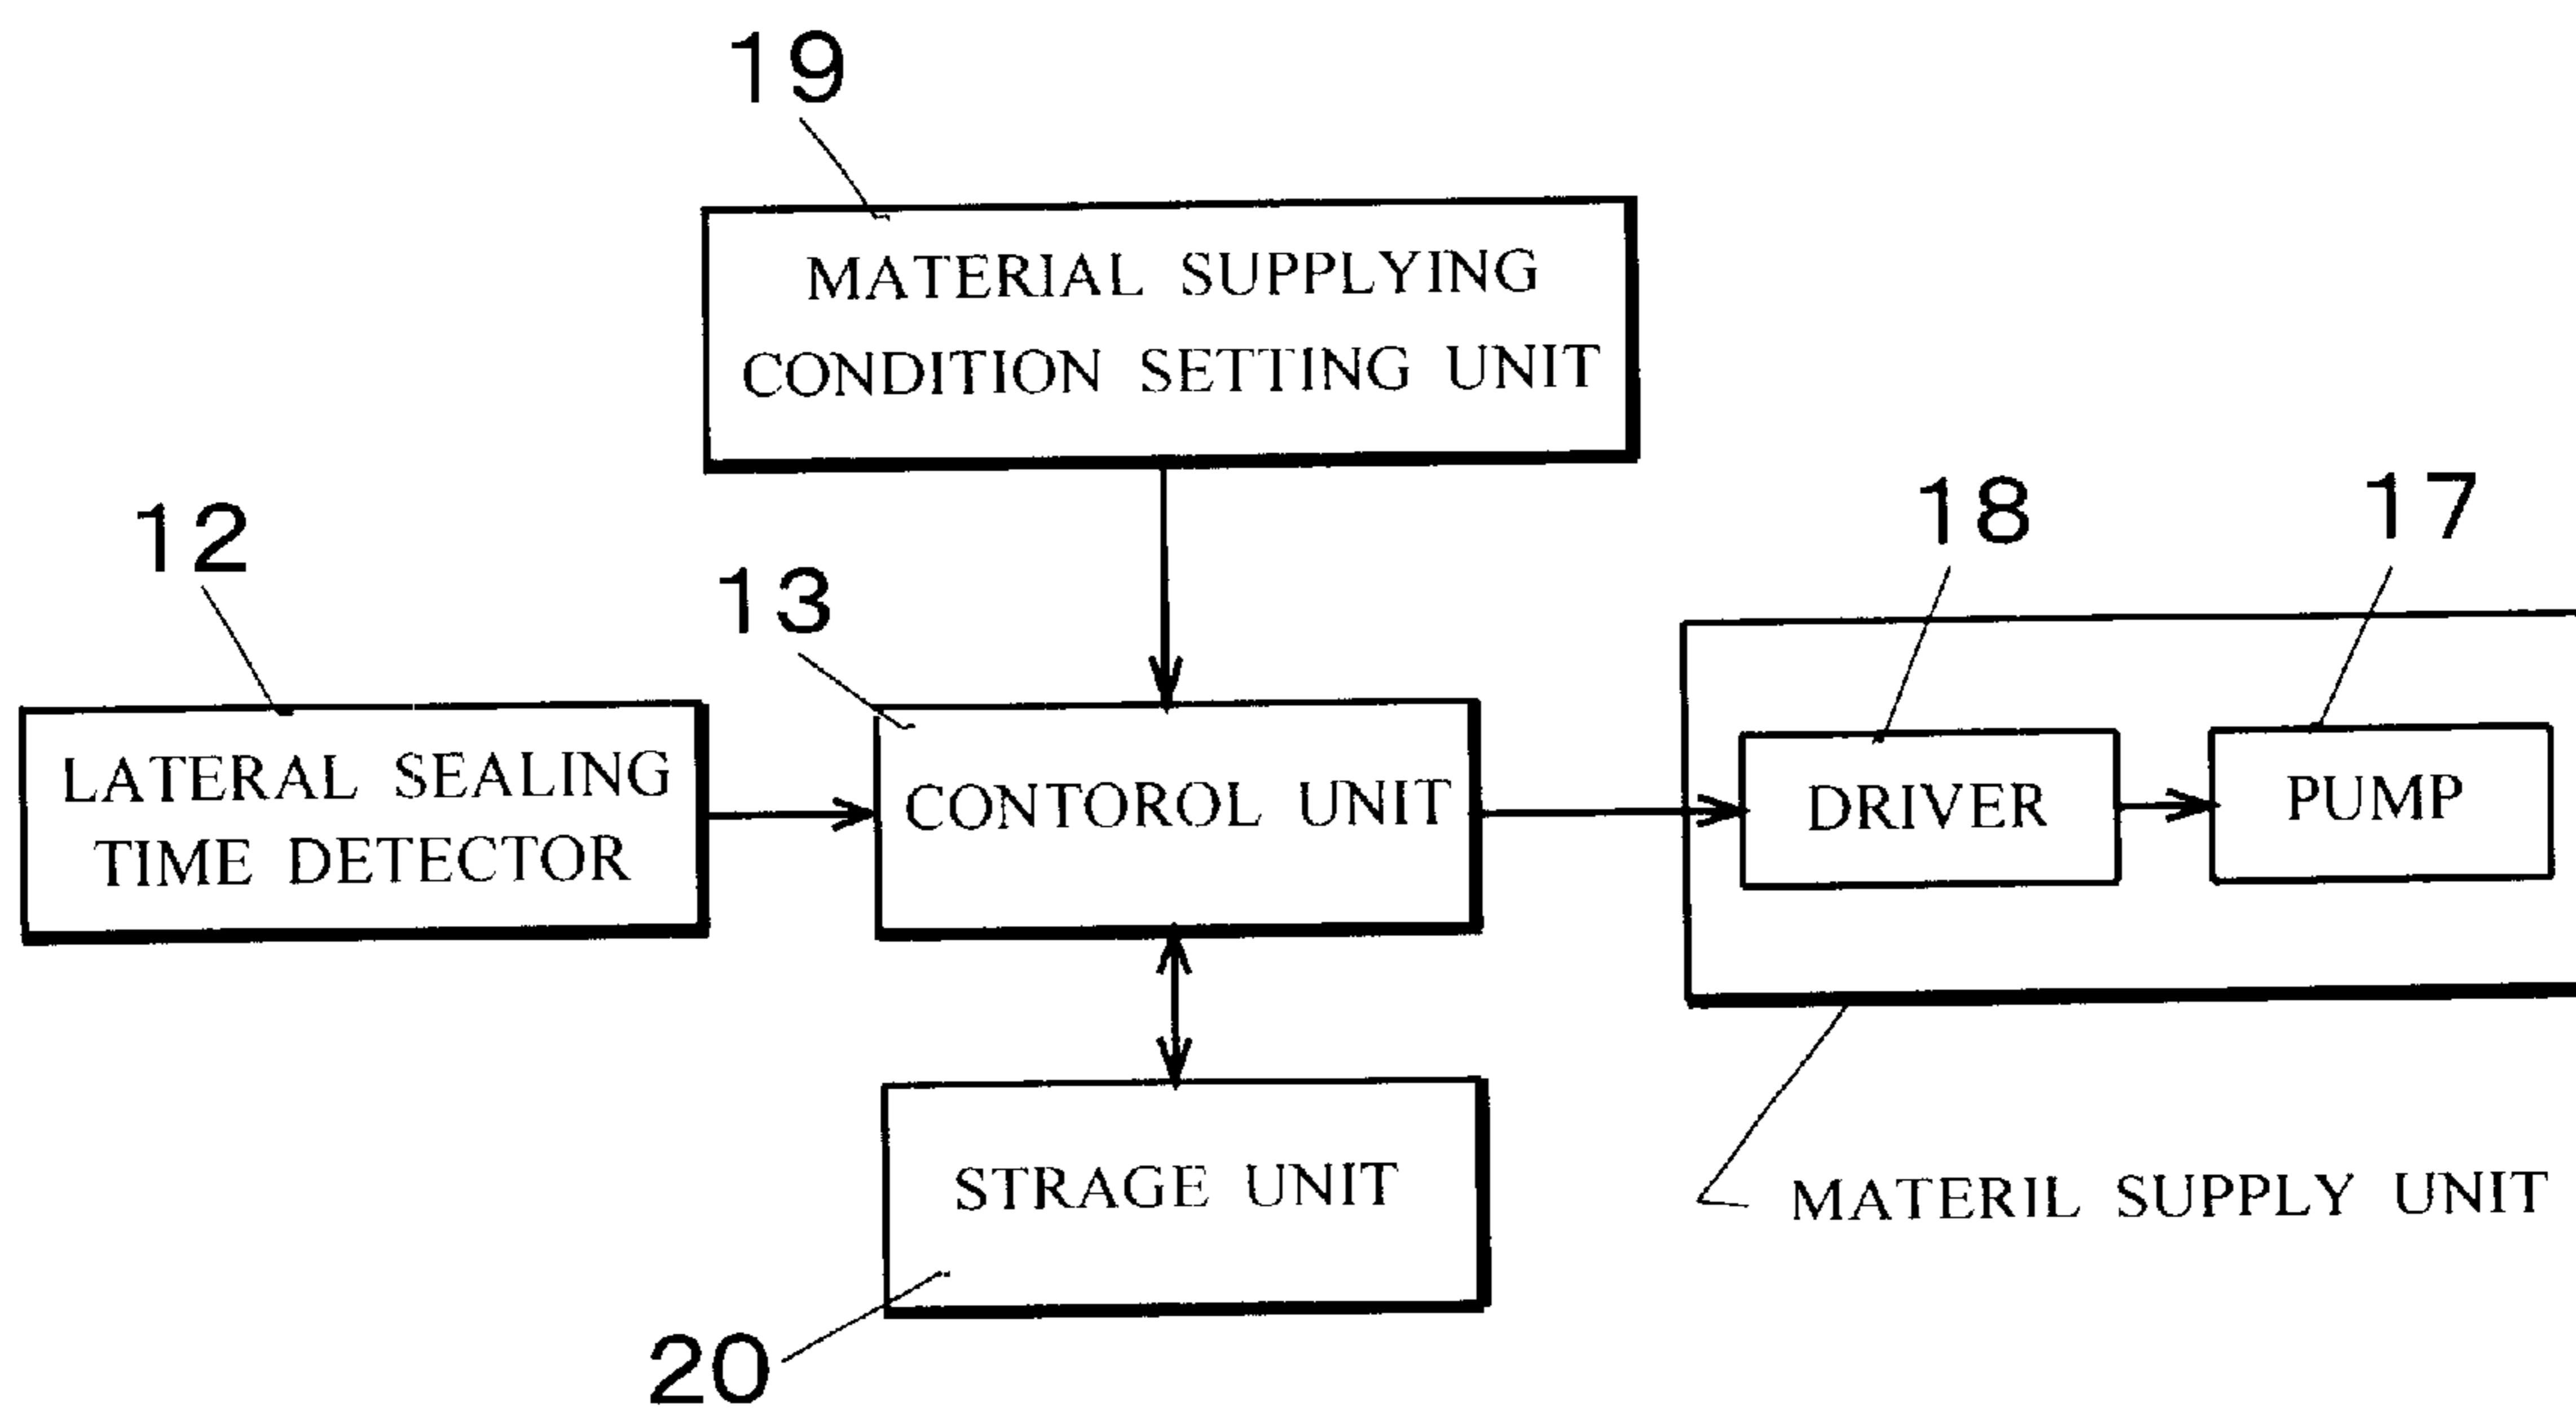 19
MATERIAL SUPPLYING
CONDITION SETTING UNIT
12
13
18
17
LATERAL SEALING
TIME DETECTOR
CONTOROL UNIT
DRIVER
PUMP
STRAGE UNIT
MATERIL SUPPLY UNIT
20